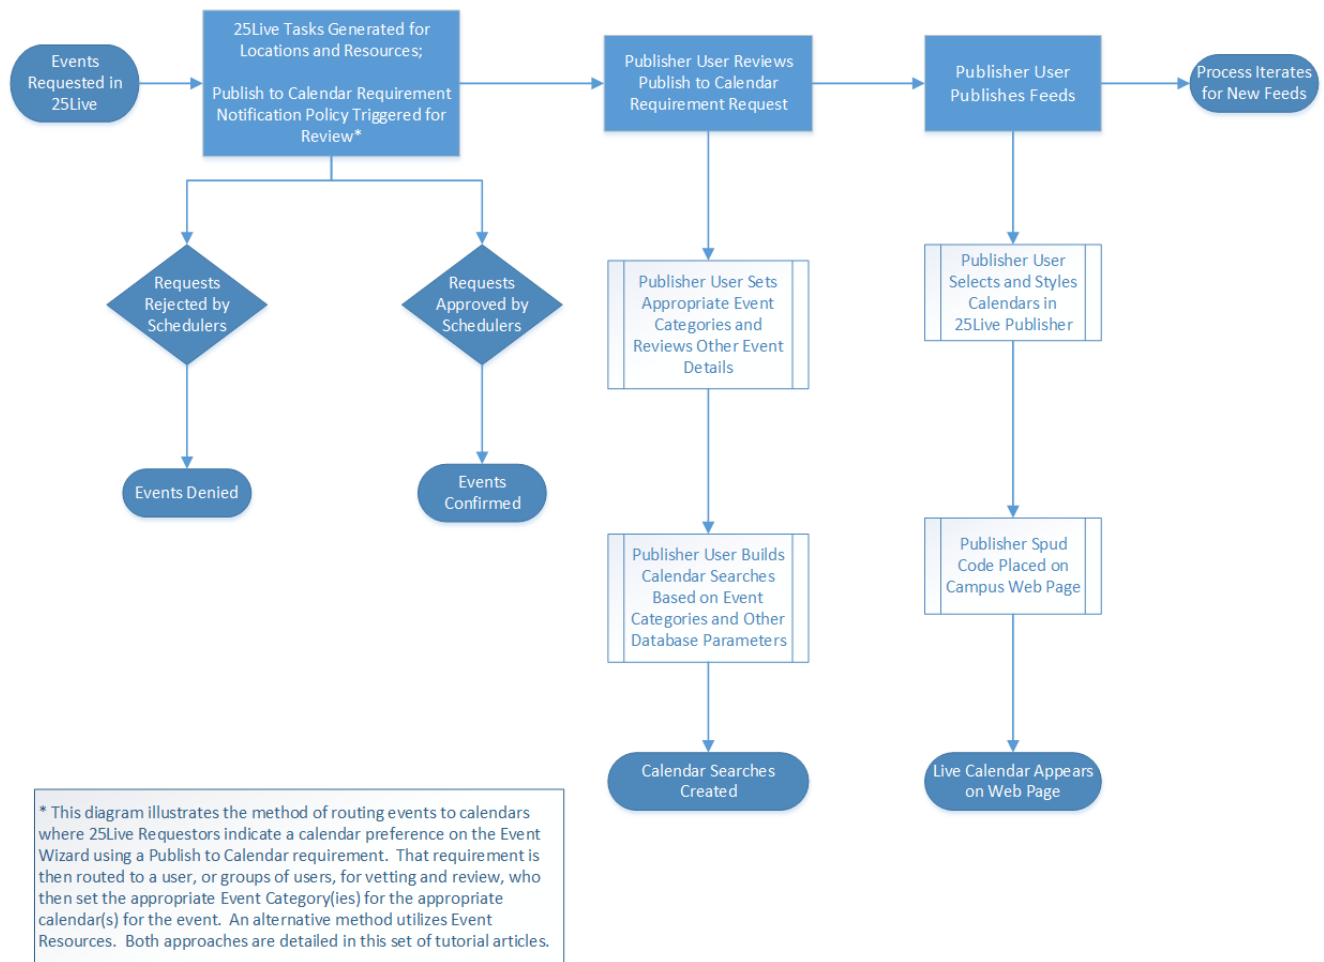 Events
Requested in
25Live
25Live Tasks Generated for
Locations and Resources;
Publish to Calendar Requirement
Notification Policy Triggered for
Review*
Publisher User Reviews
Publish to Calendar
Requirement Request
Publisher User
Publishes Feeds
Process Iterates
for New Feeds
Requests
Rejected by
Schedulers
Requests
Approved by
Schedulers
Publisher User Sets
Appropriate Event
Categories and
Reviews Other Event
Details
Publisher User
Selects and Styles
Calendars in
25Live Publisher
Events Denied
Events
Confirmed
Publisher User Builds
Calendar Searches
Based on Event
Categories and Other
Database Parameters
Publisher Spud
Code Placed on
Campus Web Page
Calendar Searches
Created
Live Calendar Appears
on Web Page
* This diagram illustrates the method of routing events to calendars
where 25Live Requestors indicate a calendar preference on the Event
Wizard using a Publish to Calendar requirement.  That requirement is
then routed to a user, or groups of users, for vetting and review, who
then set the appropriate Event Category(ies) for the appropriate
calendar(s) for the event.  An alternative method utilizes Event
Resources.  Both approaches are detailed in this set of tutorial articles.